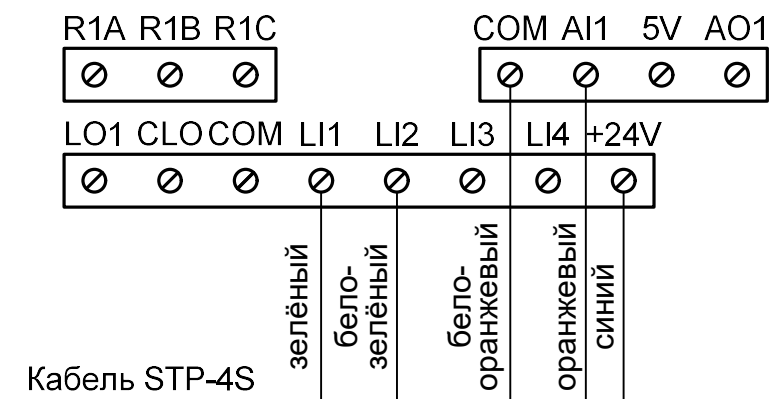 R1A R1B R1C COM AI1 5V AO1
LO1 CLO COM LI1 LI2 LI3 LI4 +24V
зелёный
бело-
зелёный
бело-
оранжевый
оранжевый
синий
Кабель STP-4S